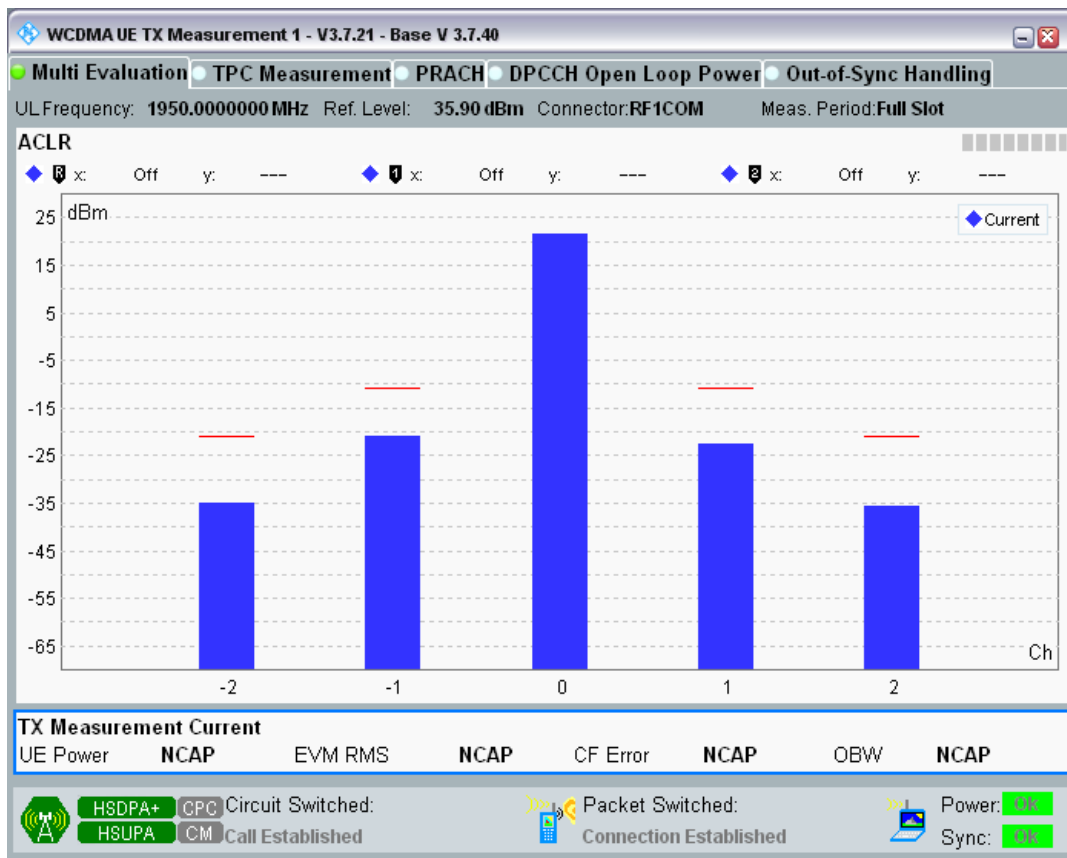 WCDMA UE TX Measurement 1 - V3.7.21 - Base V 3.7.40
Multi Evaluation TPC Measurement PRACH DPCCH Open Loop Power Out-of-Sync Handling
UL Frequency: 1950.0000000 MHz Ref. Level: 35.90 dBm Connector:RF1COM Meas. Period:Full Slot
ACLR
R x: Off y: --- 1 x: Off y: --- 2 x: Off y: ---
dBm
Current
25
15
5
-5
-15
-25
-35
-45
-55
-65
Ch
-2 -1 0 1 2
TX Measurement Current
UE Power NCAP EVM RMS NCAP CF Error NCAP OBW NCAP
HSDPA+ CPC Circuit Switched: Packet Switched: Power: Ok
HSUPA CM Call Established Connection Established Sync: Ok